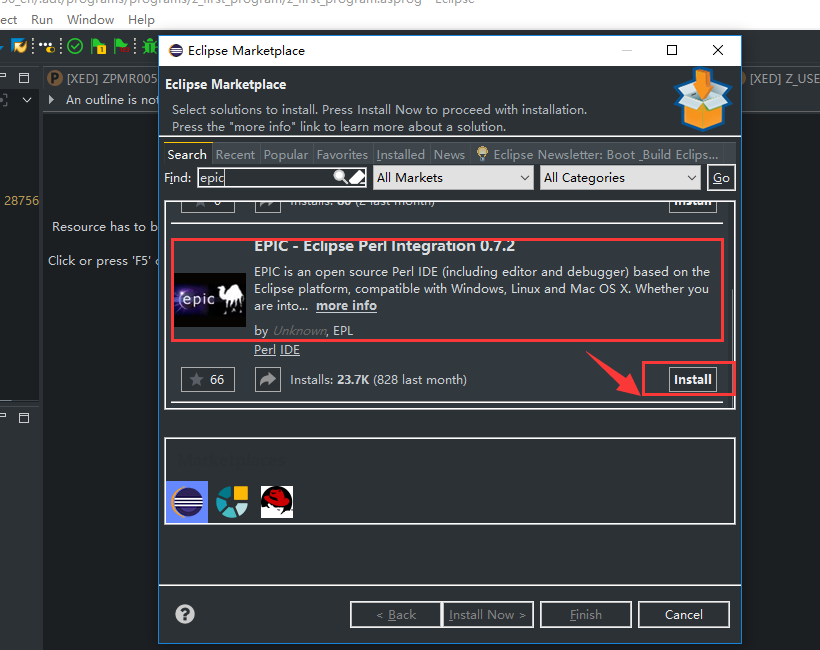 Run Window Help
Eclipse Marketplace
[XED] ZPMR005
[XED] Z_USE
Eclipse Marketplace
An outline is not
Select solutions to install. Press Install Now to proceed with installation.
Press the "more info" link to learn more about a solution.
Search Recent Popular Favorites Installed News Eclipse Newsletter: Boot _Build Eclips...
Find: epic All Markets All Categories Go
28756
Resource has to b
Click or press 'F5'
EPIC - Eclipse Perl Integration 0.7.2
EPIC is an open source Perl IDE (including editor and debugger) based on the
Eclipse platform, compatible with Windows, Linux and Mac OS X. Whether you
are into... more info
epic
by Unknown, EPL
Perl IDE
66 Installs: 23.7K (828 last month) Install
< Back Install Now > Finish Cancel